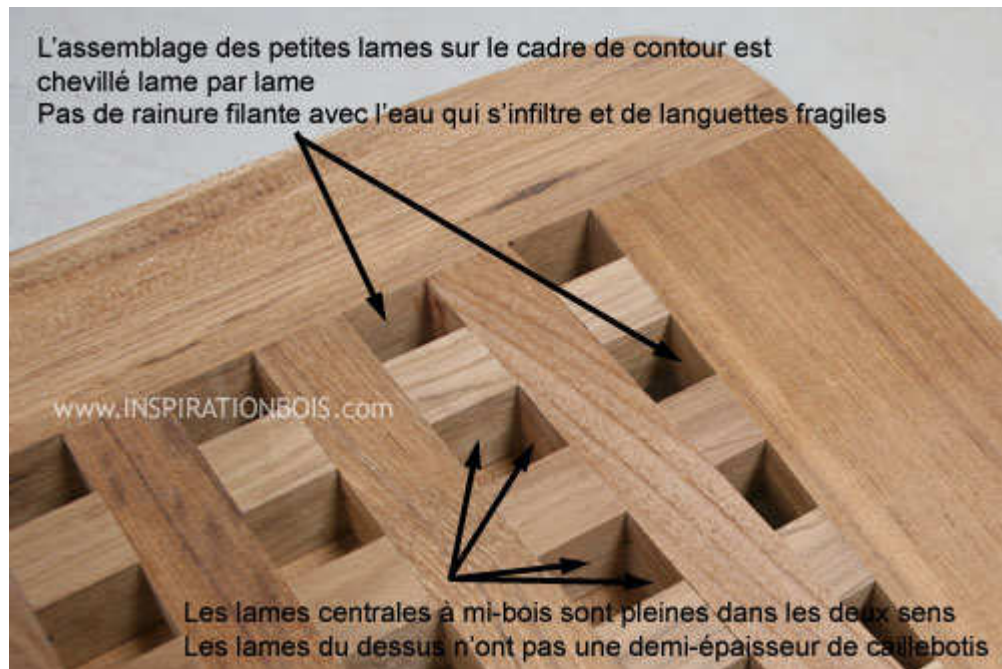 L'assemblage des petites lames sur le cadre de contour est
chevillé lame par lame
Pas de rainure filante avec l'eau qui s'infiltre et de languettes fragiles
www.INSPIRATIONBOIS.com
Les lames centrales à mi-bois sont pleines dans les deux sens
Les lames du dessus n'ont pas une demi-épaisseur de caillebotis